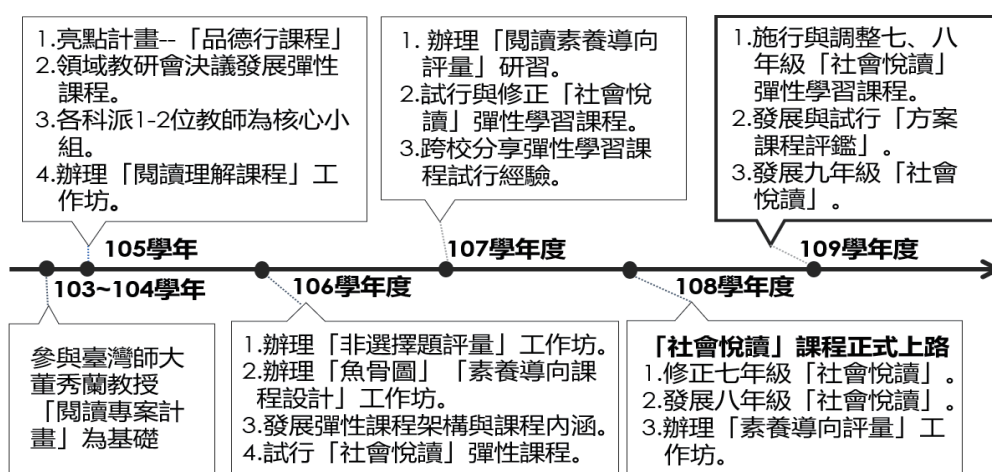 1.亮點計畫--「品德行課程」
2.領域教研會決議發展彈性
課程。
3.各科派1-2位教師為核心小
組。
4.辦理「閱讀理解課程」工
作坊。
1. 辦理「閱讀素養導向
評量」研習。
2.試行與修正「社會悅
讀」彈性學習課程。
3.跨校分享彈性學習課
程試行經驗。
1.施行與調整七、八
年級「社會悅讀」
彈性學習課程。
2.發展與試行「方案
課程評鑑」。
3.發展九年級「社會
悅讀」。
105學年
107學年度
109學年度
103~104學年
106學年度
108學年度
參與臺灣師大
董秀蘭教授
「閱讀專案計
畫」為基礎
1.辦理「非選擇題評量」工作坊。
2.辦理「魚骨圖」「素養導向課
程設計」工作坊。
3.發展彈性課程架構與課程內涵。
4.試行「社會悅讀」彈性課程。
「社會悅讀」課程正式上路
1.修正七年級「社會悅讀」。
2.發展八年級「社會悅讀」。
3.辦理「素養導向評量」工
作坊。